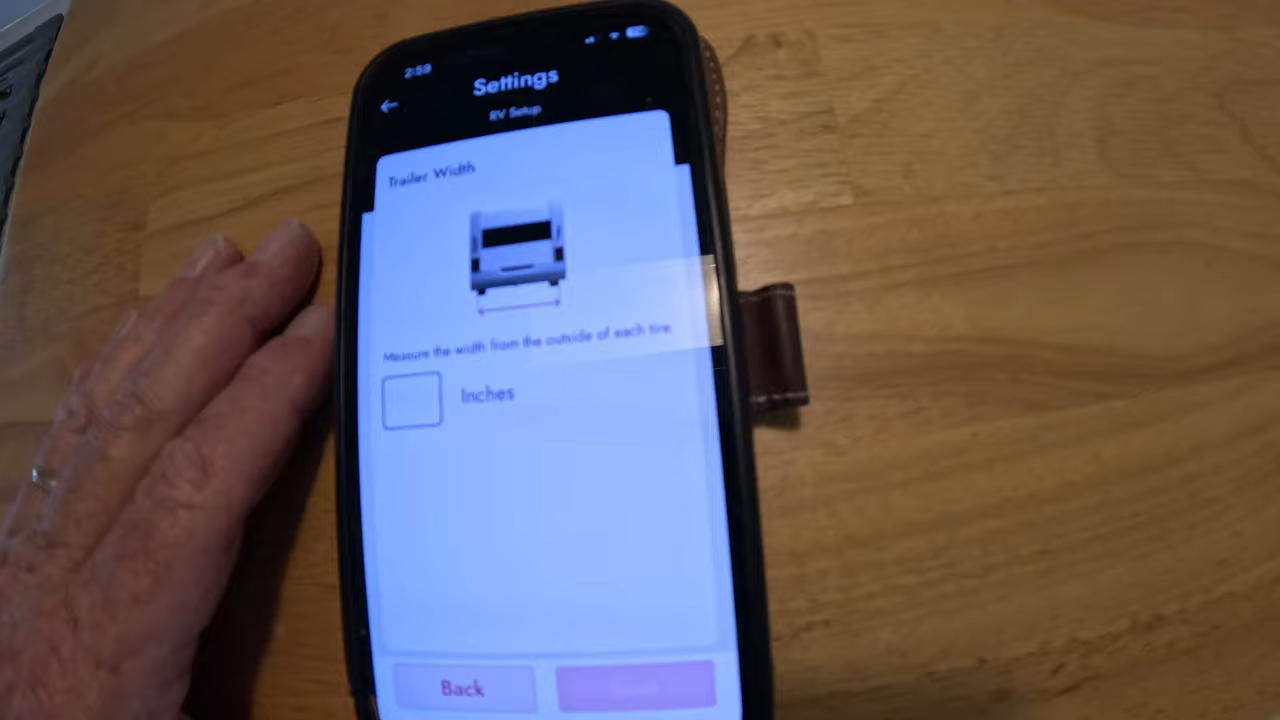 2:59
Settings
RV Setup
Trailer Width
Measure the width from the outside of each tire.
Inches
Back